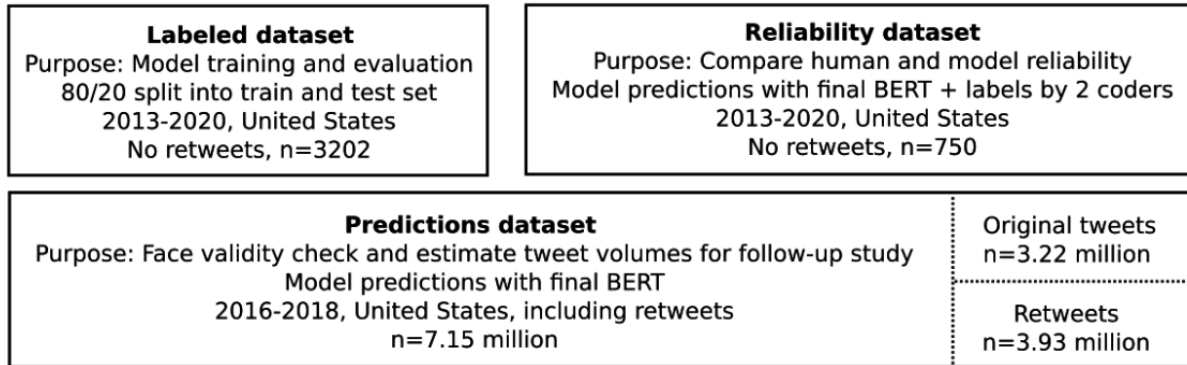 Labeled dataset
Purpose: Model training and evaluation
80/20 split into train and test set
2013-2020, United States
No retweets, n=3202
Reliability dataset
Purpose: Compare human and model reliability
Model predictions with final BERT + labels by 2 coders
2013-2020, United States
No retweets, n=750
Predictions dataset
Purpose: Face validity check and estimate tweet volumes for follow-up study
Model predictions with final BERT
2016-2018, United States, including retweets
n=7.15 million
Original tweets
n=3.22 million
Retweets
n=3.93 million